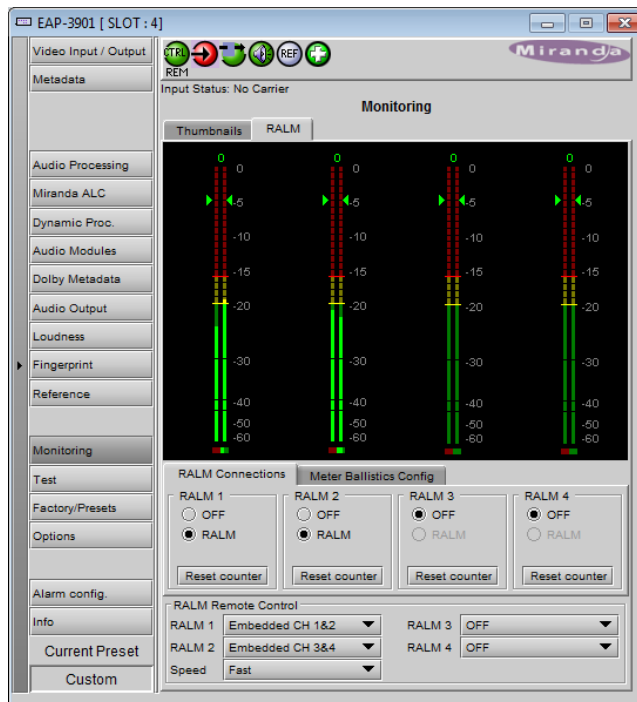 EAP-3901 [ SLOT : 4]
Video Input / Output
Metadata
Audio Processing
Miranda ALC
Dynamic Proc.
Audio Modules
Dolby Metadata
Audio Output
Loudness
Fingerprint
Reference
Monitoring
Test
Factory/Presets
Options
Alarm config.
Info
Current Preset
Custom
CTRL
REM
REF
Miranda
Input Status: No Carrier
Monitoring
Thumbnails RALM
0 0 0 0
0 0 0 0
-5 -5 -5 -5
-10 -10 -10 -10
-15 -15 -15 -15
-20 -20 -20 -20
-30 -30 -30 -30
-40 -40 -40 -40
-50 -50 -50 -50
-60 -60 -60 -60
RALM Connections Meter Ballistics Config
RALM 1 RALM 2 RALM 3 RALM 4
OFF OFF OFF OFF
RALM RALM RALM RALM
Reset counter Reset counter Reset counter Reset counter
RALM Remote Control
RALM 1 Embedded CH 1&2 RALM 3 OFF
RALM 2 Embedded CH 3&4 RALM 4 OFF
Speed Fast